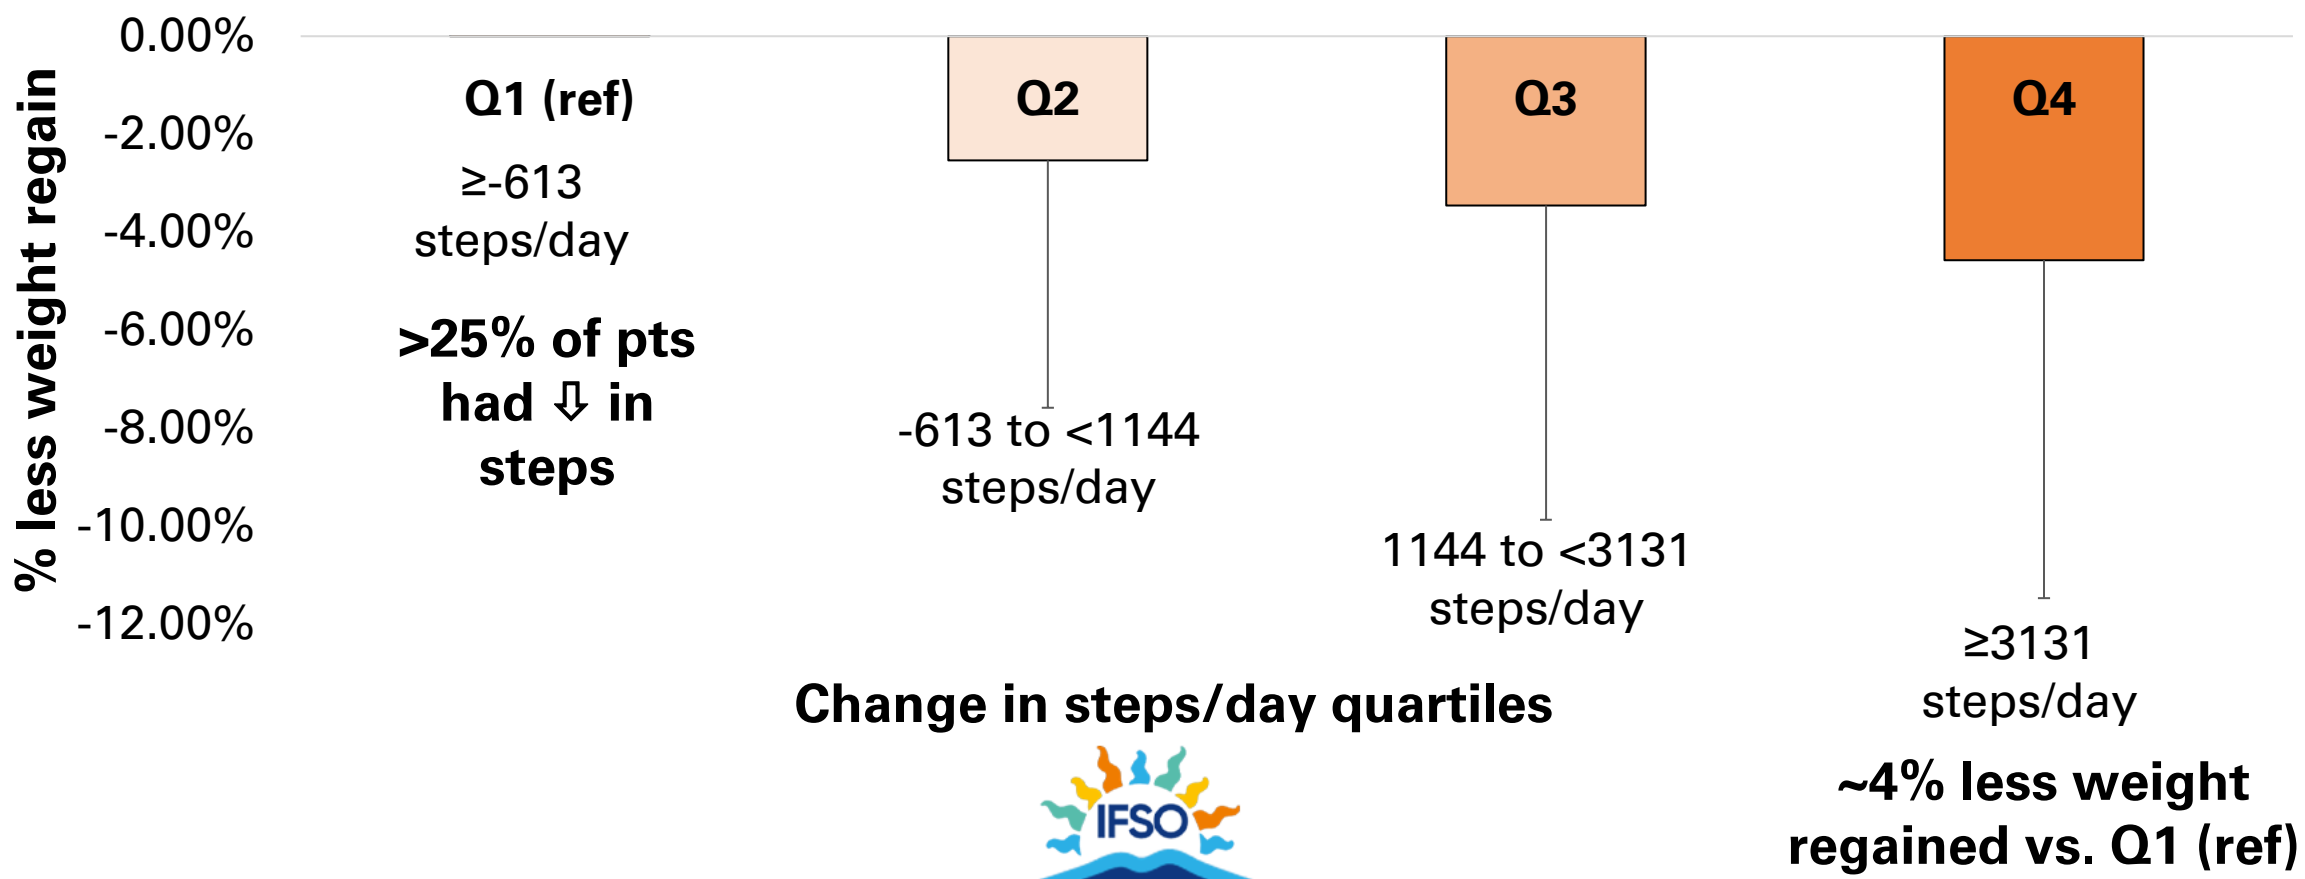 % less weight regain
0.00%
-2.00%
-4.00%
-6.00%
-8.00%
-10.00%
-12.00%
Q1 (ref)
≥-613
steps/day
>25% of pts
had ⇩ in
steps
Q2
-613 to <1144
steps/day
Q3
1144 to <3131
steps/day
Q4
≥3131
steps/day
~4% less weight
regained vs. Q1 (ref)
Change in steps/day quartiles
IFSO